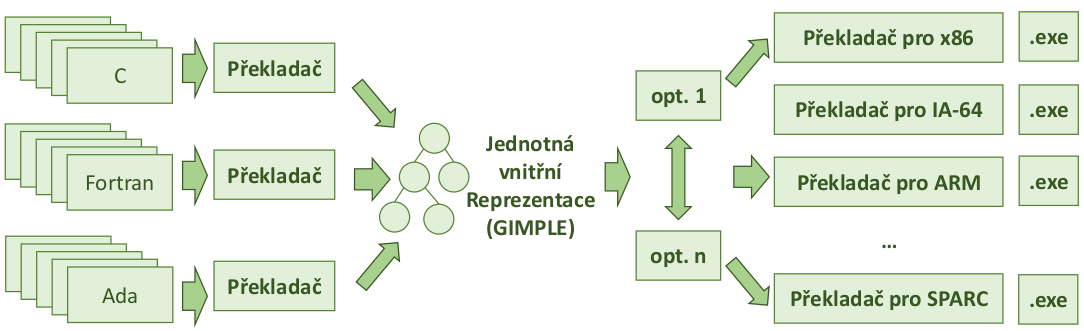 C
Překladač
Fortran
Překladač
Ada
Překladač
Jednotná
vnitřní
Reprezentace
(GIMPLE)
opt. 1
opt. n
Překladač pro x86
.exe
Překladač pro IA-64
.exe
Překladač pro ARM
.exe
...
Překladač pro SPARC
.exe